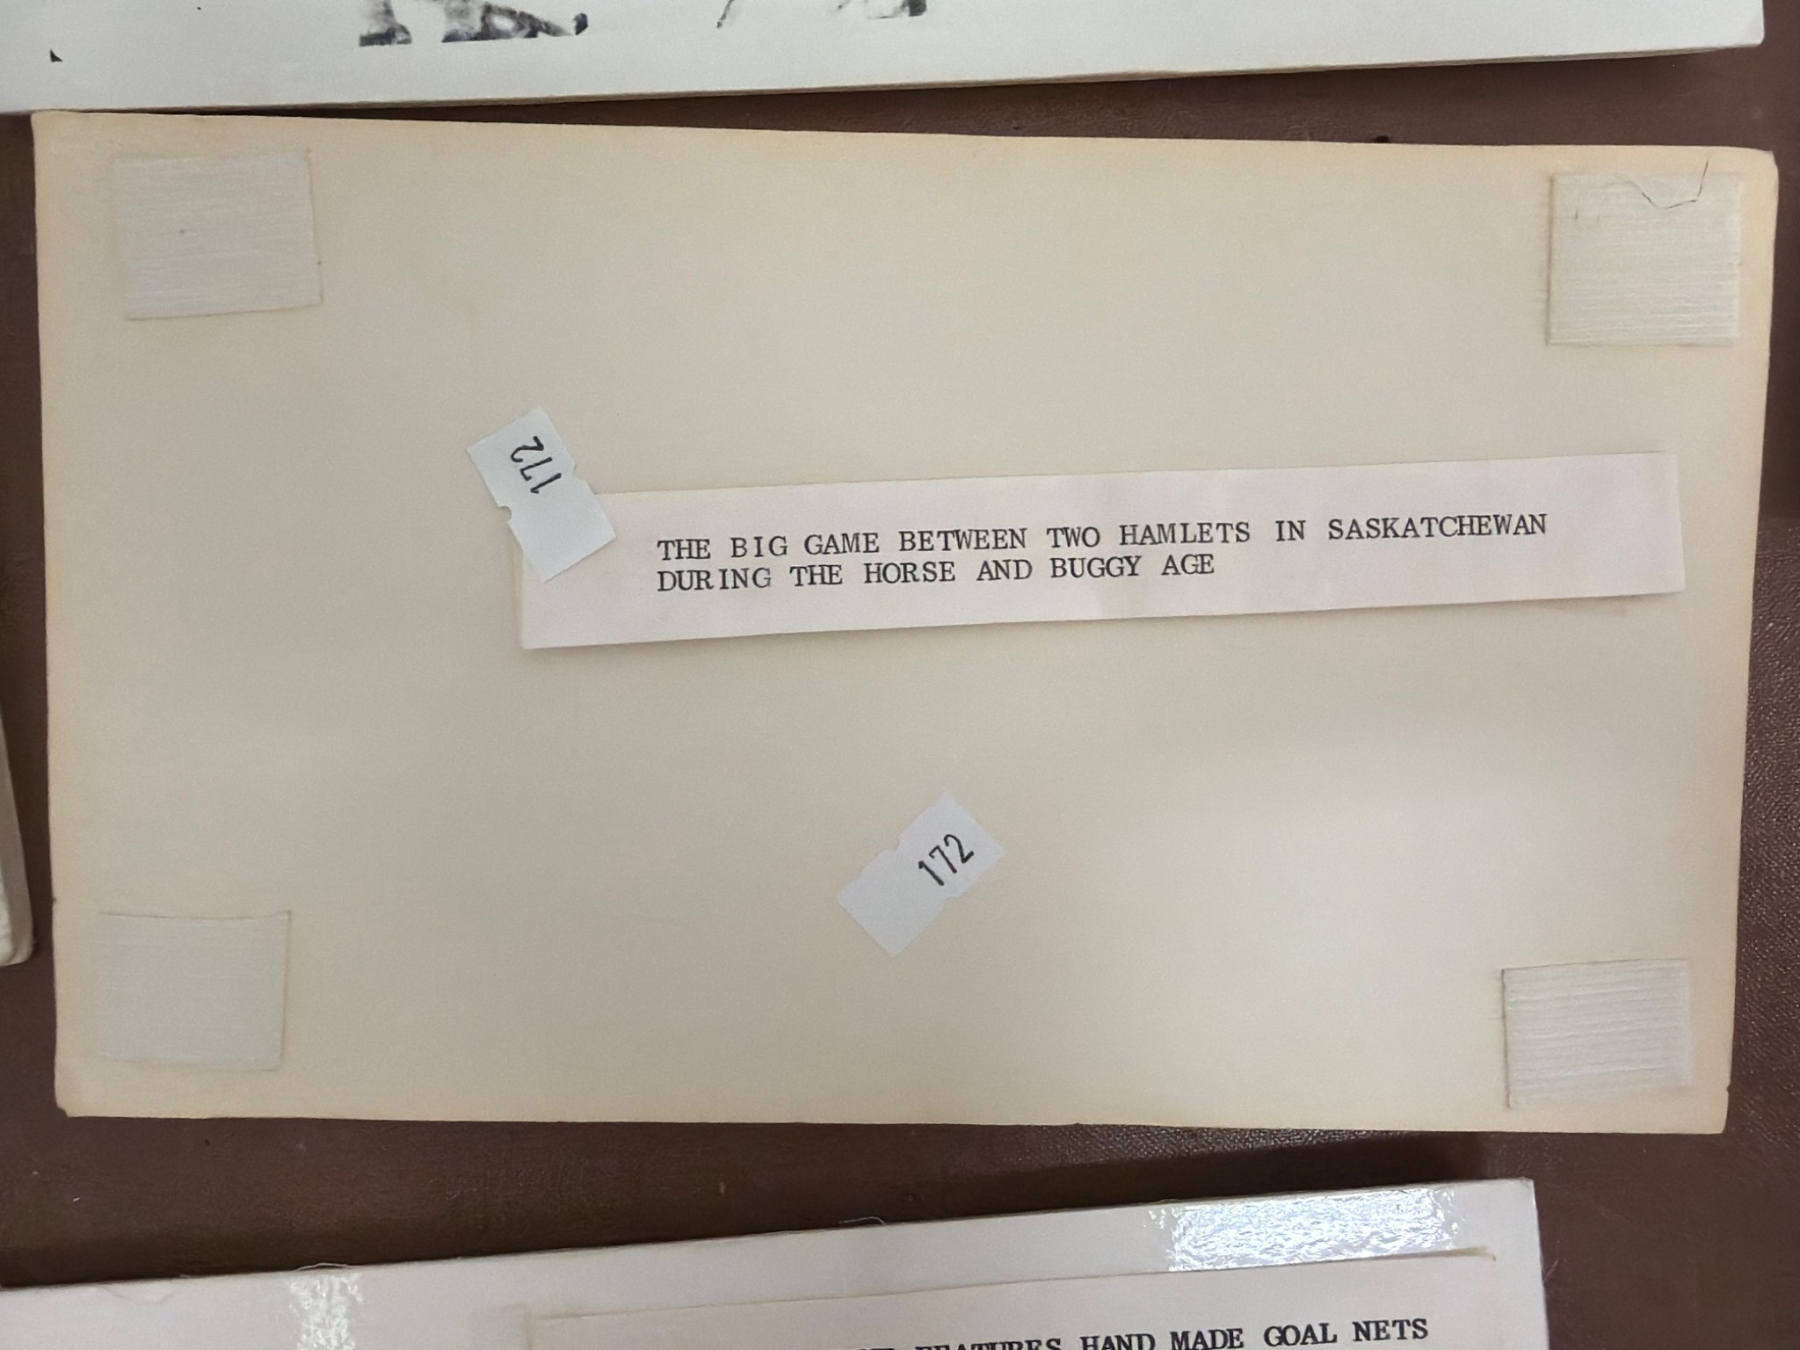 172
THE BIG GAME BETWEEN TWO HAMLETS IN SASKATCHEWAN
DURING THE HORSE AND BUGGY AGE
172
FEATURES HAND MADE GOAL NETS